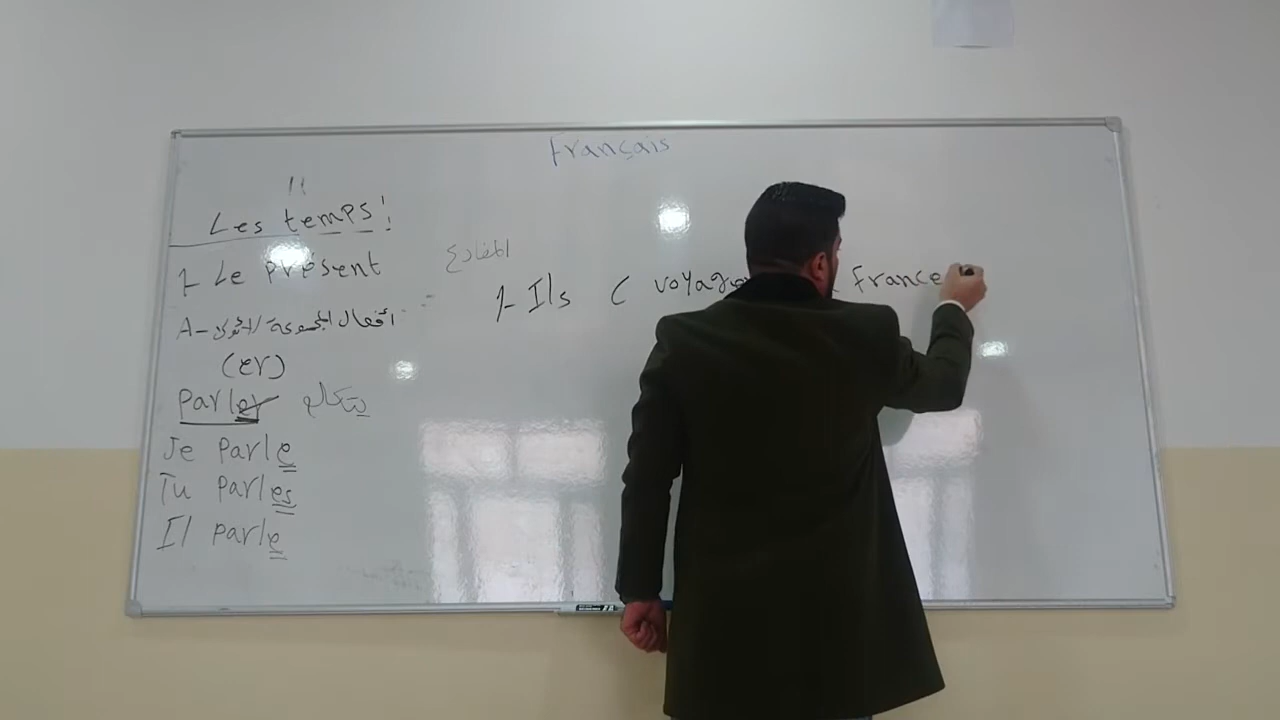 Français
Les temps:
1- Le présent المضارع
A- أفعال المجموعة الأولى
(er)
Parler يتكلم
Je Parle
Tu Parles
Il parle
1- Ils ( voyage France